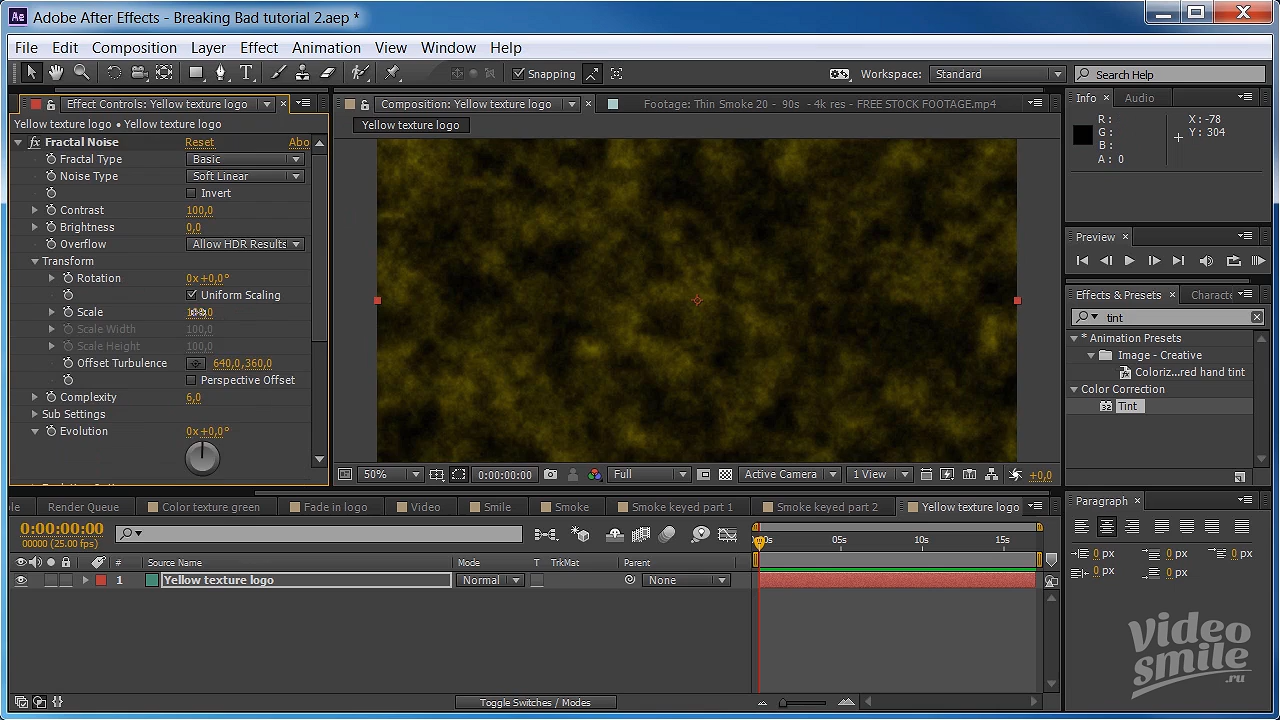 Adobe After Effects - Breaking Bad tutorial 2.aep *
File Edit Composition Layer Effect Animation View Window Help
Snapping
Workspace: Standard
Search Help
Effect Controls: Yellow texture logo
Composition: Yellow texture logo
Footage: Thin Smoke 20 - 90s - 4k res - FREE STOCK FOOTAGE.mp4
Info Audio
Yellow texture logo • Yellow texture logo
Yellow texture logo
R :
G :
B :
A : 0
X : -78
Y : 304
fx Fractal Noise Reset Abo
Fractal Type Basic
Noise Type Soft Linear
Invert
Contrast 100,0
Brightness 0,0
Overflow Allow HDR Results
Transform
Rotation 0x+0,0°
Uniform Scaling
Scale
Scale Width 100,0
Scale Height 100,0
Offset Turbulence 640,0,360,0
Perspective Offset
Complexity 6,0
Sub Settings
Evolution 0x+0,0°
Preview
Effects & Presets Characte
tint
* Animation Presets
Image - Creative
Coloriz...red hand tint
Color Correction
32 Tint
50% 0:00:00:00 Full Active Camera 1 View +0,0
Render Queue Color texture green Fade in logo Video Smile Smoke Smoke keyed part 1 Smoke keyed part 2 Yellow texture logo
Paragraph
0:00:00:00
00000 (25.00 fps)
05s 10s 15s
# Source Name Mode T TrkMat Parent
1 Yellow texture logo Normal None
0 px 0 px 0 px
0 px 0 px
Toggle Switches / Modes
video
smile
.ru